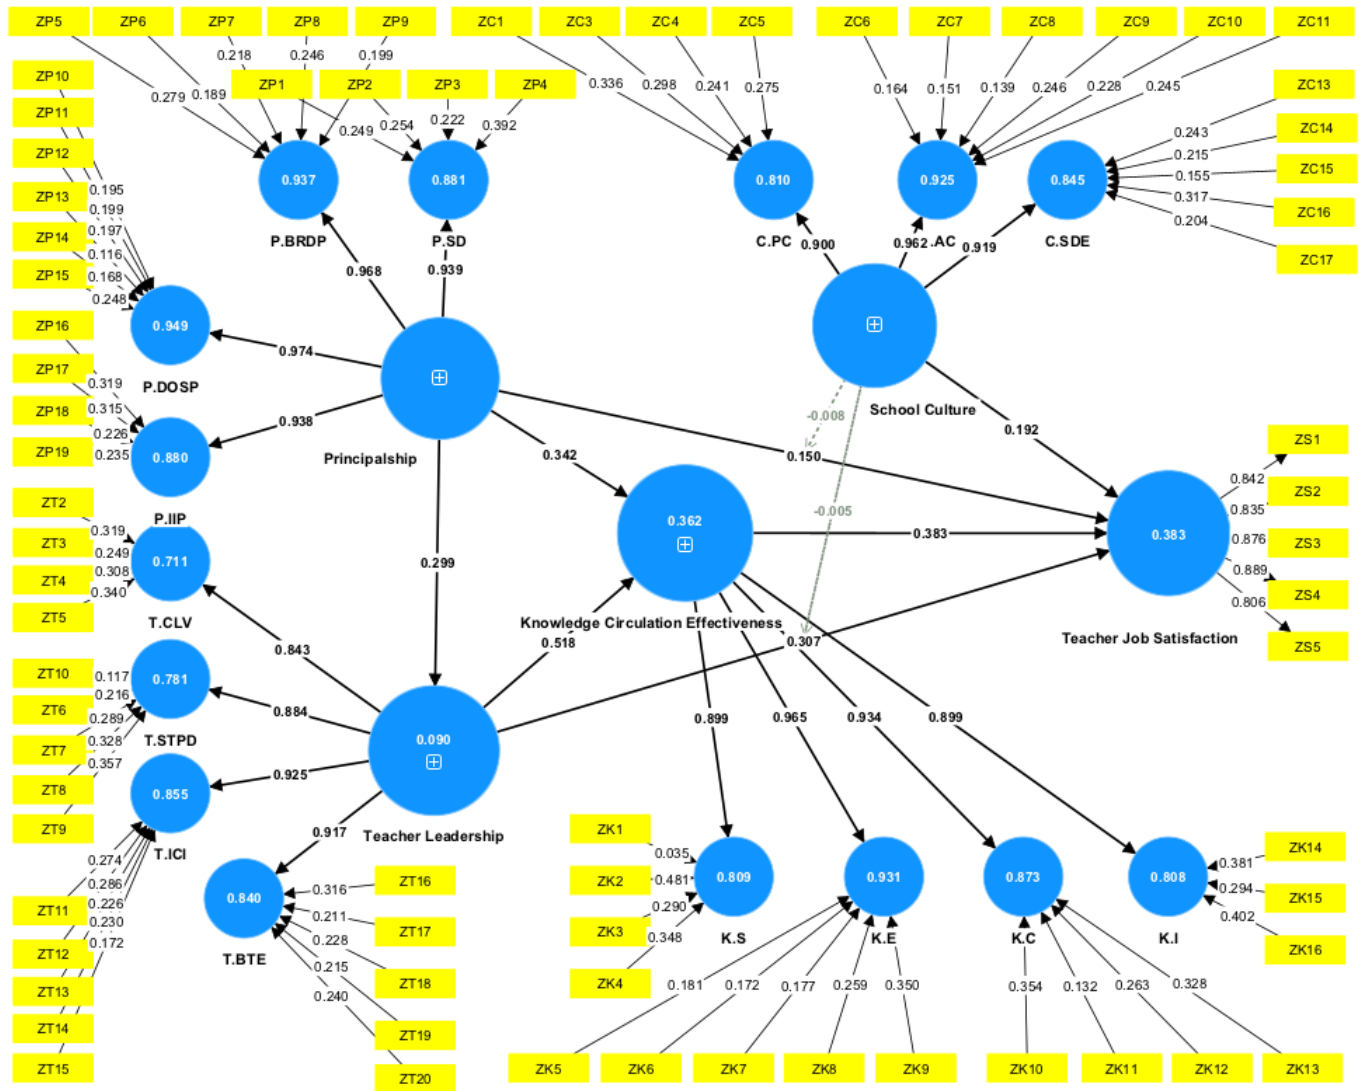 ZP5 ZP6 ZP7 ZP8 ZP9 ZC1 ZC3 ZC4 ZC5 ZC6 ZC7 ZC8 ZC9 ZC10 ZC11
0.218 0.246 0.199
ZP10 ZP1 ZP2 ZP3 ZP4 ZC13
0.279 0.189 0.336 0.298 0.241 0.275 0.164 0.151 0.139 0.246 0.228 0.245
ZP11 0.249 0.254 0.222 0.392 0.243 ZC14
ZP12 0.215
0.155 ZC15
0.937 0.881 0.810 0.925 0.845
0.195
ZP13 0.199 0.317 ZC16
0.197 0.204
ZP14 P.BRDP P.SD C.PC 0.900 0.962 .AC 0.919 C.SDE
0.116 ZC17
ZP15 0.168 0.968 0.939
0.248
ZP16 0.949
0.974
ZP17 P.DOSP
0.319
ZP18 0.315 0.938 -0.008 School Culture
0.226 0.192 ZS1
ZP19 0.235 0.880 Principalship 0.342 0.150
0.842
ZT2 P.IIP -0.005 0.835 ZS2
0.319 0.362
ZT3 0.249 0.711 0.299 0.383 0.383 0.876 ZS3
ZT4 0.308 0.889
0.340 0.806 ZS4
ZT5 T.CLV Knowledge Circulation Effectiveness
0.843 0.518 0.307 Teacher Job Satisfaction ZS5
ZT10 0.117 0.781
0.216
ZT6 0.289 0.884 0.899 0.965 0.934 0.899
0.328 T.STPD
ZT7 0.357 0.090
0.925
ZT8 0.855
ZT9 0.917 Teacher Leadership ZK1
T.ICI 0.035 ZK14
0.274 0.381
0.286 ZT16 ZK2 0.481 0.809 0.931 0.873 0.808
0.316 0.294 ZK15
ZT11 0.226 0.840 0.211 0.290 0.402
0.230 ZT17 ZK3 0.348 K.S K.E K.C K.I
0.172 0.228 ZK16
ZT12 T.BTE 0.215
ZT13 0.240 ZT18 ZK4 0.181 0.172 0.177 0.259 0.350 0.354 0.132 0.263 0.328
ZT14 ZT19
ZT15 ZT20 ZK5 ZK6 ZK7 ZK8 ZK9 ZK10 ZK11 ZK12 ZK13